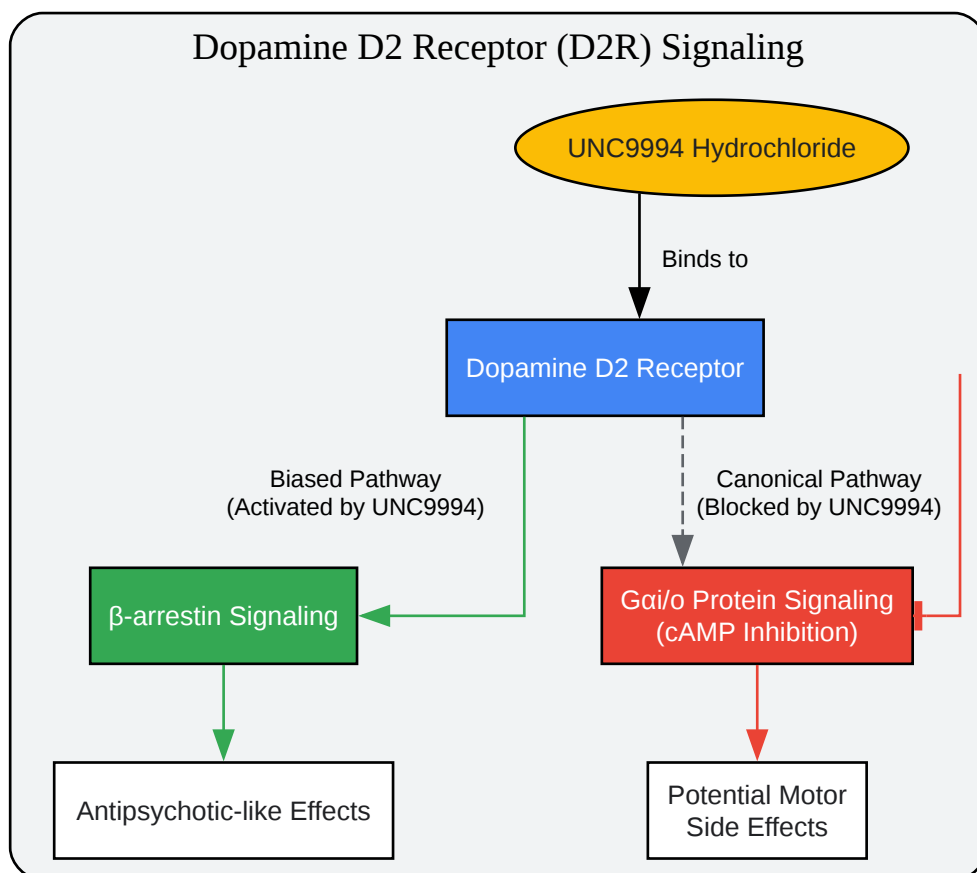 Dopamine D2 Receptor (D2R) Signaling
UNC9994 Hydrochloride
Binds to
Dopamine D2 Receptor
Biased Pathway
(Activated by UNC9994)
Canonical Pathway
(Blocked by UNC9994)
β-arrestin Signaling
Gαi/o Protein Signaling
(cAMP Inhibition)
Antipsychotic-like Effects
Potential Motor
Side Effects